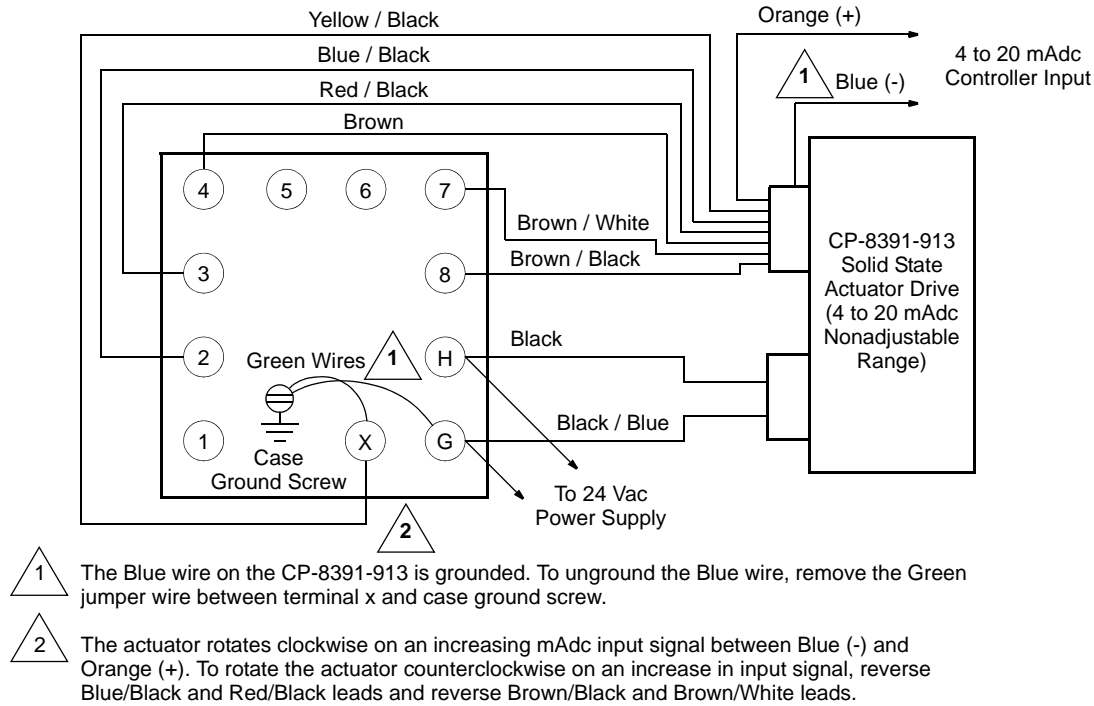 Yellow / Black
Orange (+)
Blue / Black
4 to 20 mAdc
Controller Input
1
Blue (-)
Red / Black
Brown
4
5
6
7
Brown / White
3
8
Brown / Black
CP-8391-913
Solid State
Actuator Drive
(4 to 20 mAdc
Nonadjustable
Range)
2
Green Wires
1
H
Black
1
X
G
Black / Blue
Case
Ground Screw
To 24 Vac
Power Supply
2
1
The Blue wire on the CP-8391-913 is grounded. To unground the Blue wire, remove the Green
jumper wire between terminal x and case ground screw.
2
The actuator rotates clockwise on an increasing mAdc input signal between Blue (-) and
Orange (+). To rotate the actuator counterclockwise on an increase in input signal, reverse
Blue/Black and Red/Black leads and reverse Brown/Black and Brown/White leads.